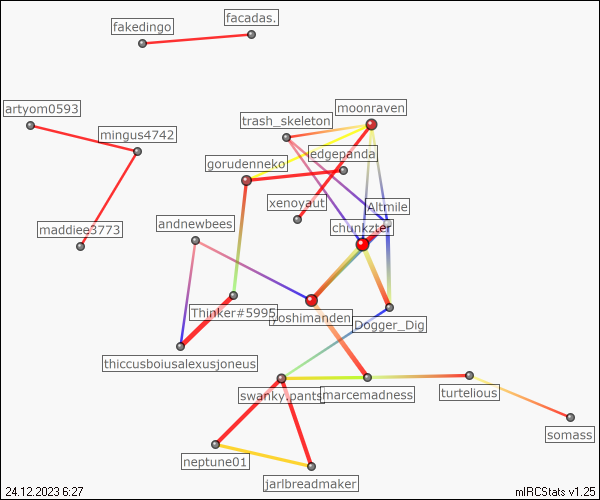 facadas.
fakedingo
artyom0593
moonraven
trash_skeleton
mingus4742
edgepanda
gorudenneko
xenoyaut
Altmile
andnewbees
maddiee3773
chunkzter
Thinker#5995
yoshimanden
Dogger_Dig
thiccusboiusalexusjoneus
swanky.pants
marcemadness
turtelious
somass
neptune01
jarlbreadmaker
24.12.2023 6:27
mIRCStats v1.25